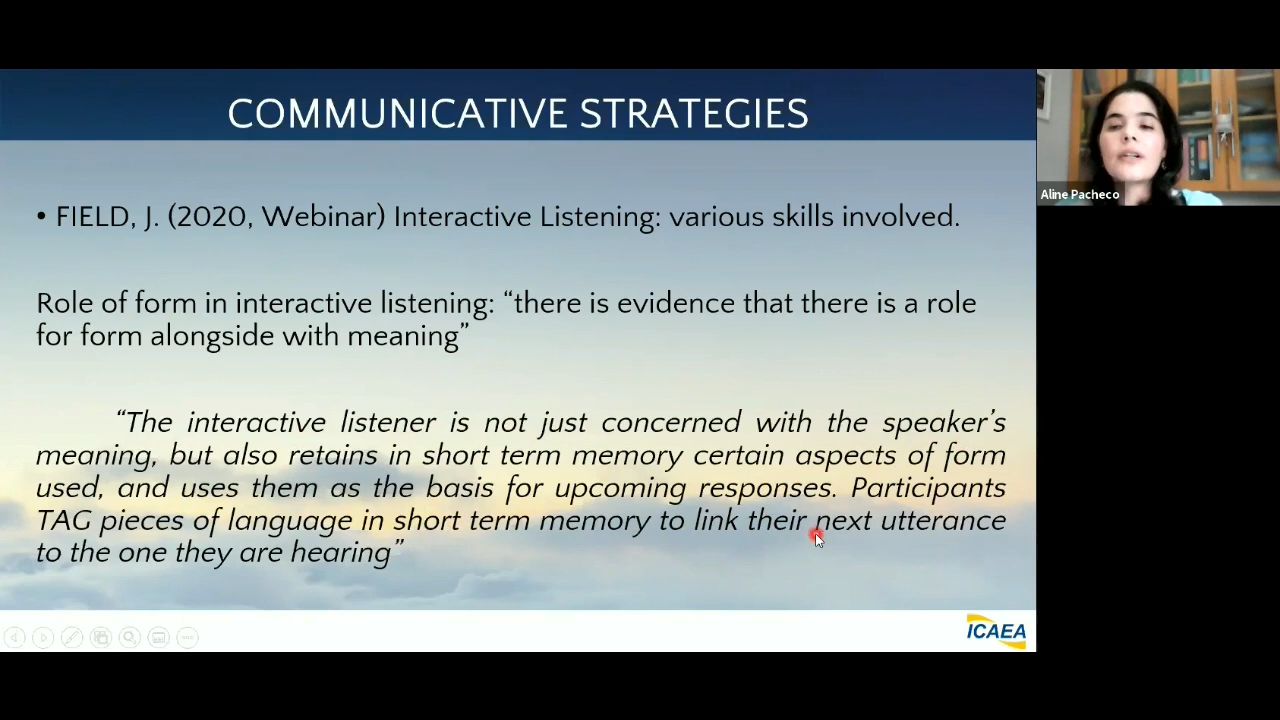 COMMUNICATIVE STRATEGIES
• FIELD, J. (2020, Webinar) Interactive Listening: various skills involved.
Role of form in interactive listening: “there is evidence that there is a role
for form alongside with meaning”
“The interactive listener is not just concerned with the speaker’s
meaning, but also retains in short term memory certain aspects of form
used, and uses them as the basis for upcoming responses. Participants
TAG pieces of language in short term memory to link their next utterance
to the one they are hearing”
ICAEA
Aline Pacheco